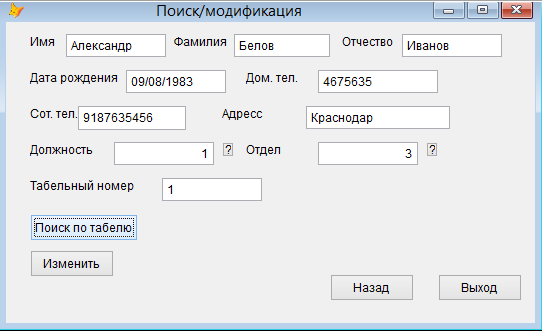 Поиск/модификация
Имя Александр Фамилия Белов Отчество Иванов
Дата рождения 09/08/1983 Дом. тел. 4675635
Сот. тел. 9187635456 Адресс Краснодар
Должность 1 ? Отдел 3 ?
Табельный номер 1
Поиск по табелю
Изменить
Назад Выход